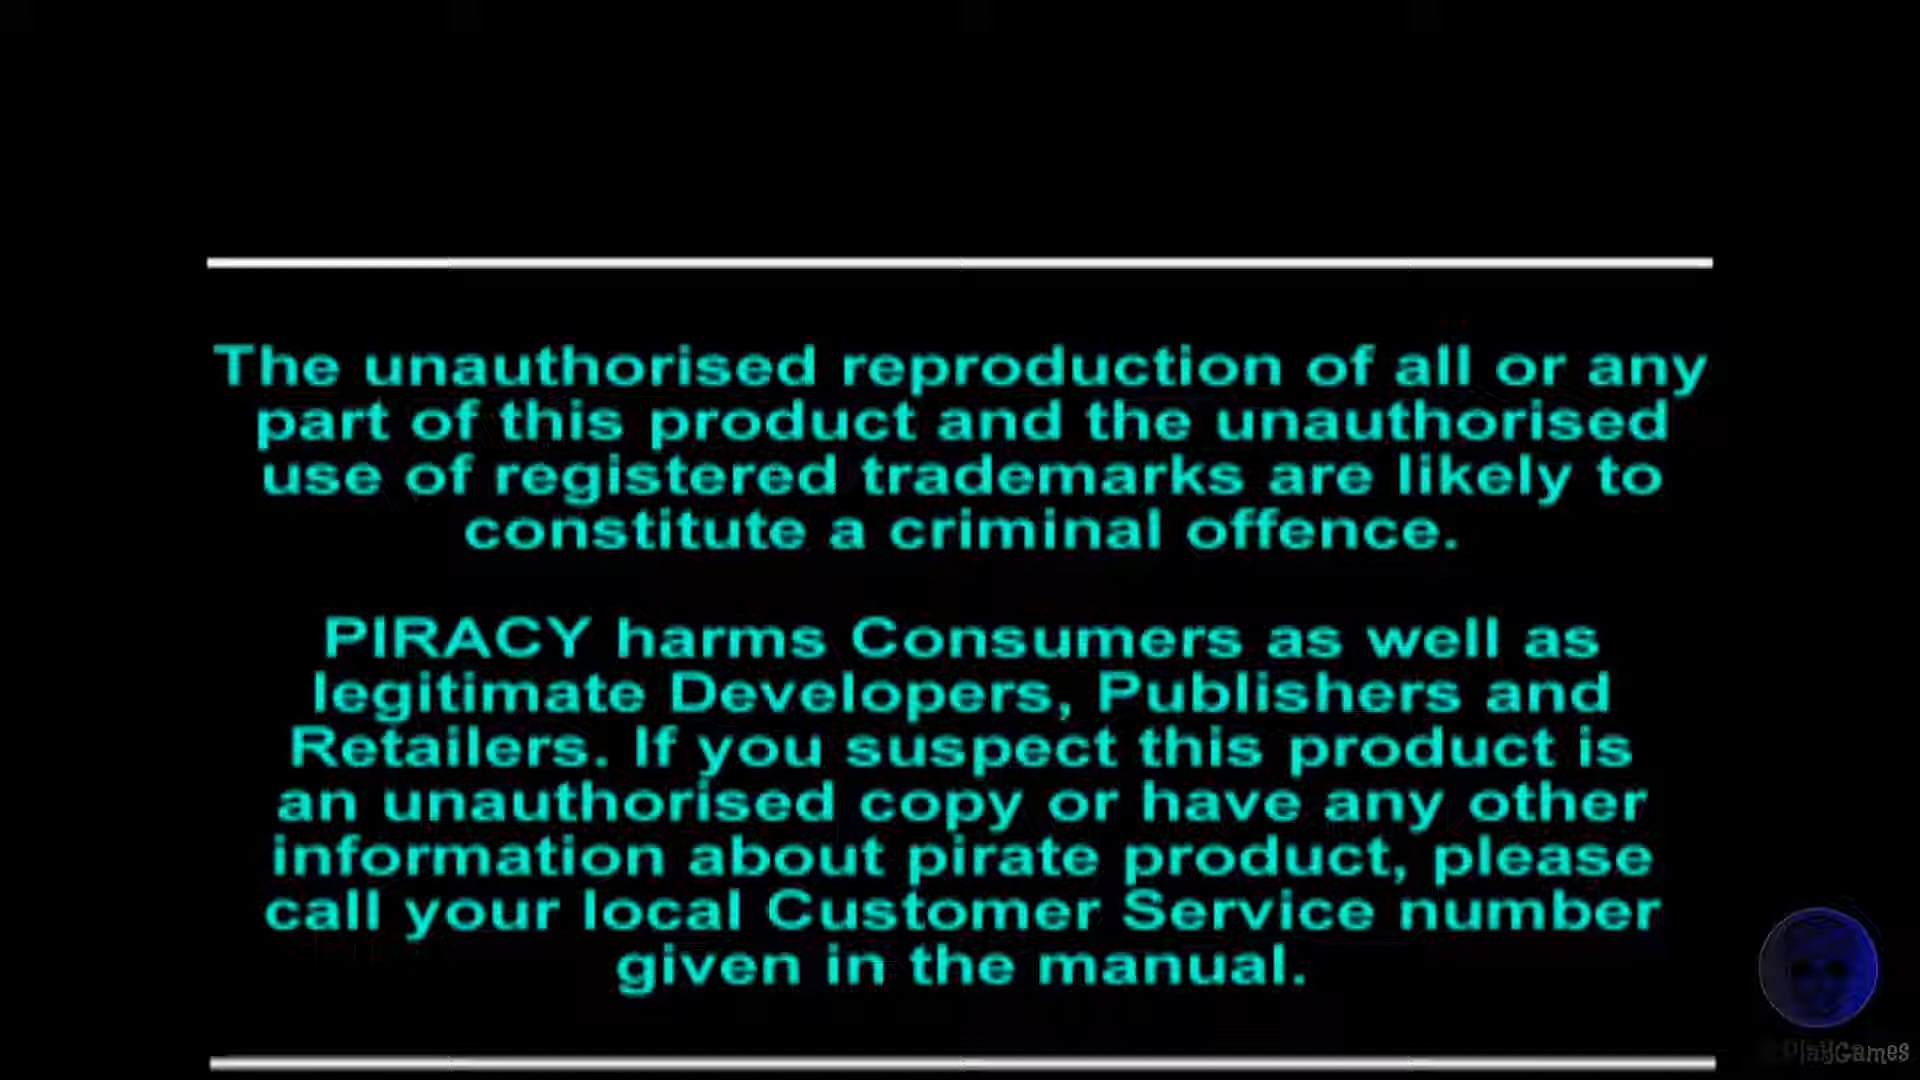 The unauthorised reproduction of all or any
part of this product and the unauthorised
use of registered trademarks are likely to
constitute a criminal offence.
PIRACY harms Consumers as well as
legitimate Developers, Publishers and
Retailers. If you suspect this product is
an unauthorised copy or have any other
information about pirate product, please
call your local Customer Service number
given in the manual.